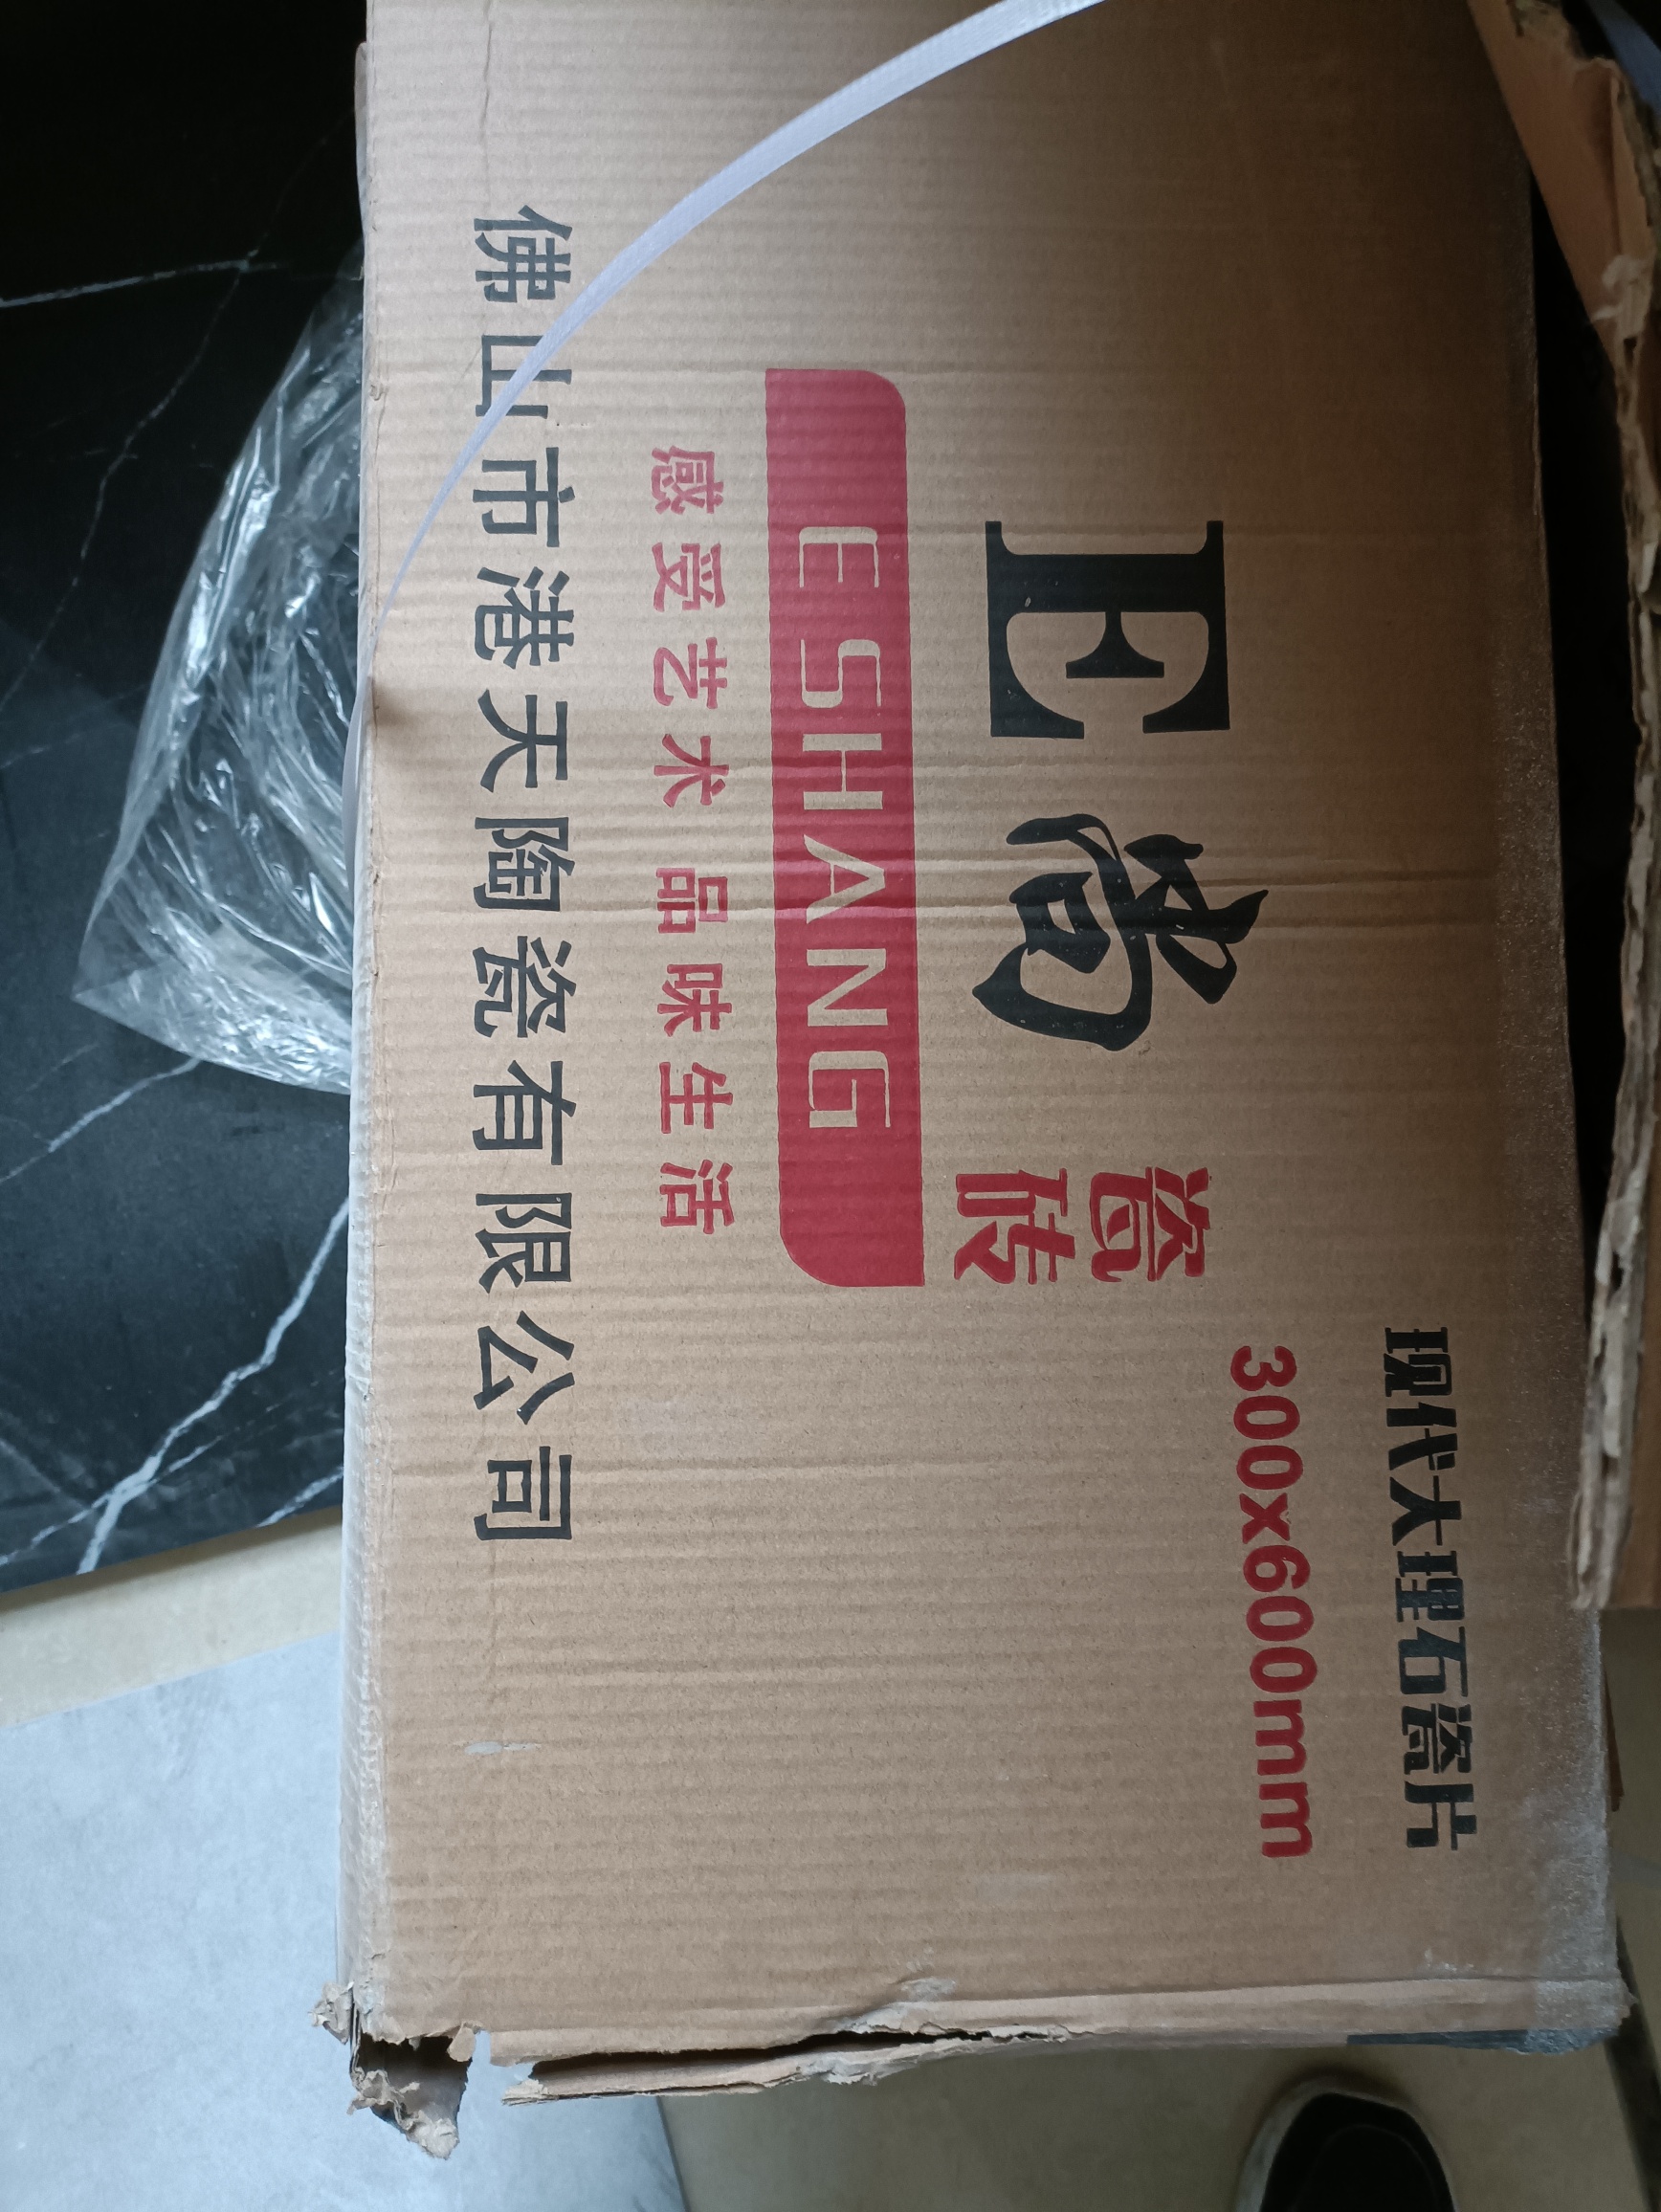 现代大理石瓷片
300x600mm
E尚 瓷砖
ESHANG
感受艺术 品味生活
佛山市港天陶瓷有限公司